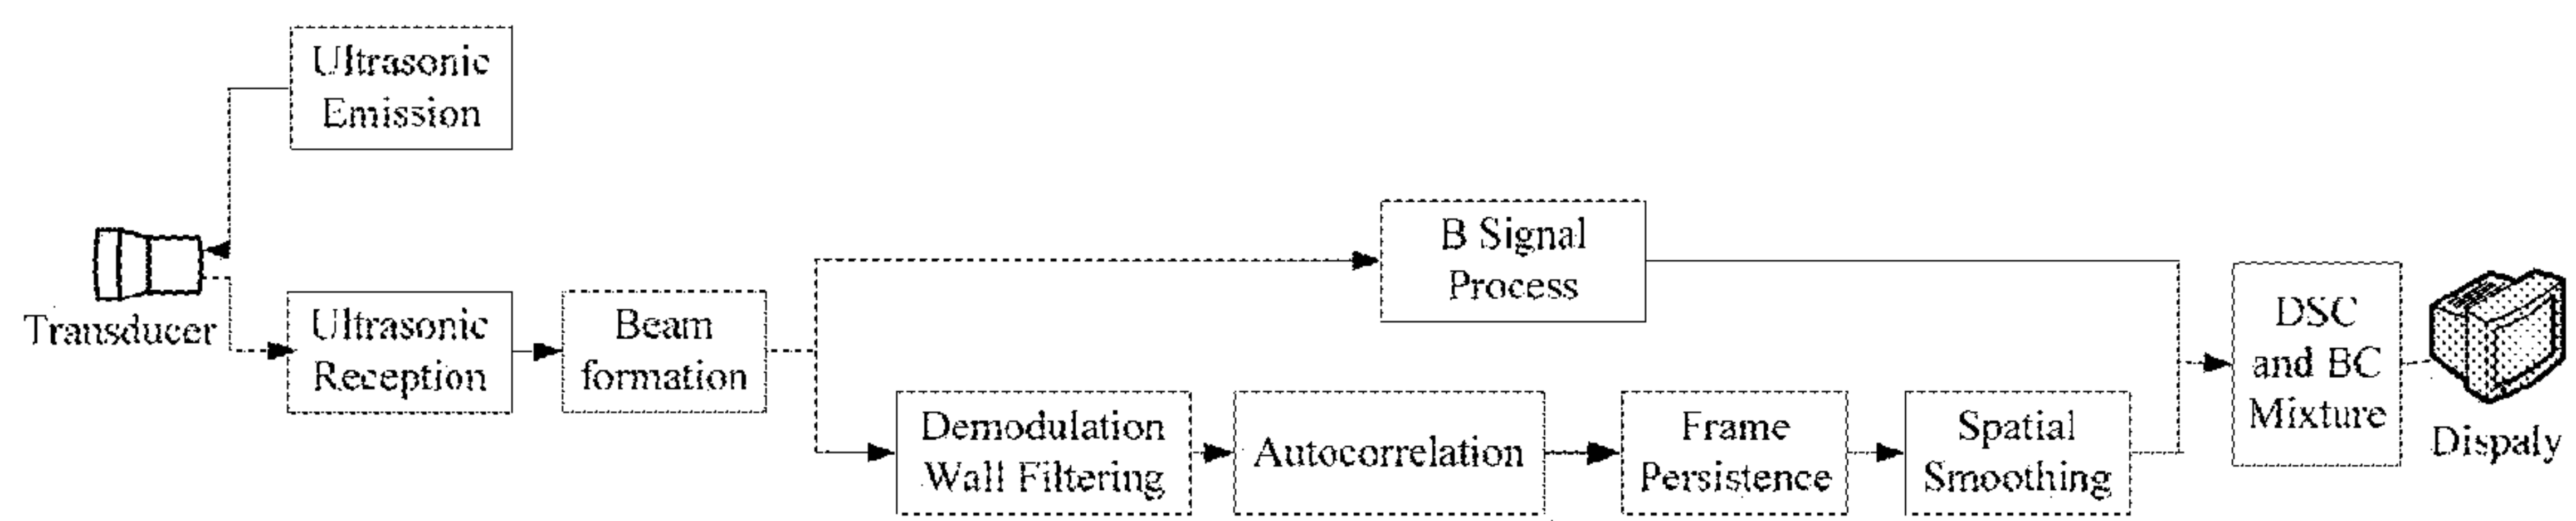 Ultrasonic
Emission
Transducer
Ultrasonic
Reception
Beam
formation
B Signal
Process
Demodulation
Wall Filtering
Autocorrelation
Frame
Persistence
Spatial
Smoothing
DSC
and BC
Mixture
Dispaly